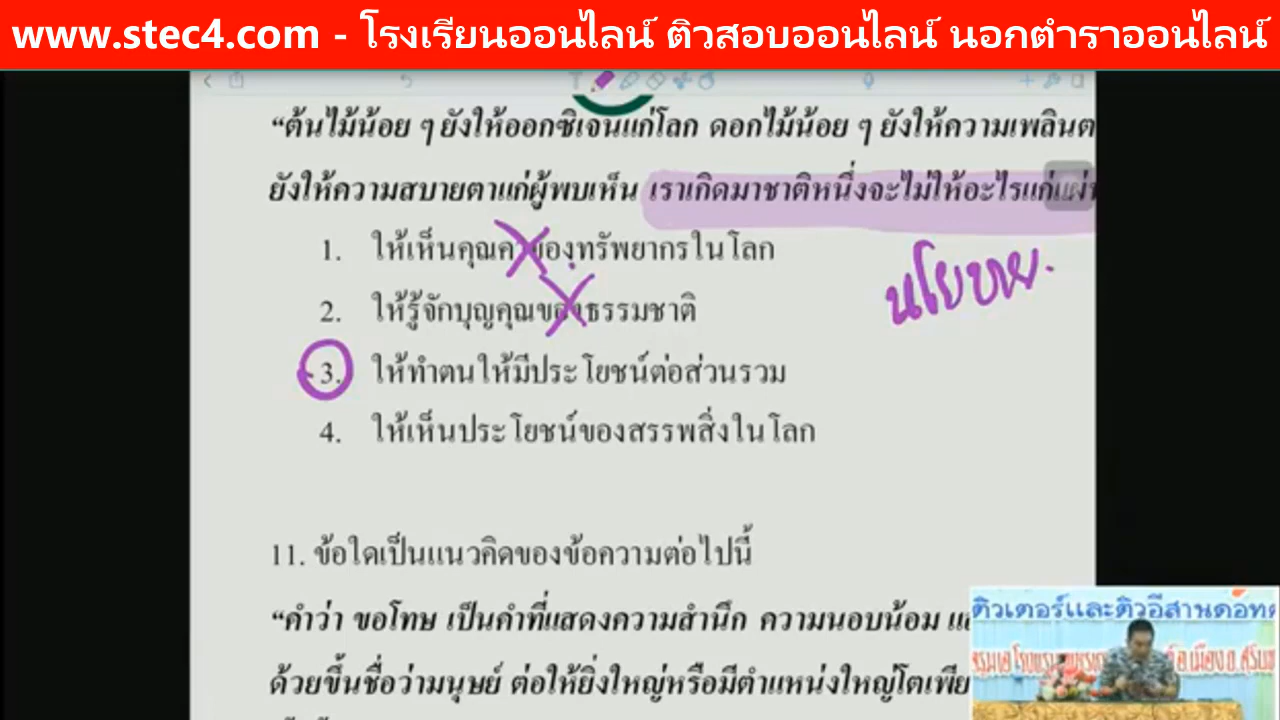 www.stec4.com - โรงเรียนออนไลน์ ติวสอบออนไลน์ นอกตำราออนไลน์
“ต้นไม้น้อย ๆ ยังให้ออกซิเจนแก่โลก ดอกไม้น้อย ๆ ยังให้ความเพลินต
ยังให้ความสบายตาแก่ผู้พบเห็น เราเกิดมาชาติหนึ่งจะไม่ให้อะไรแก่
1. ให้เห็นคุณค่าของทรัพยากรในโลก
นโยบาย
2. ให้รู้จักบุญคุณของธรรมชาติ
3. ให้ทำตนให้มีประโยชน์ต่อส่วนรวม
4. ให้เห็นประโยชน์ของสรรพสิ่งในโลก
11. ข้อใดเป็นแนวคิดของข้อความต่อไปนี้
“คำว่า ขอโทษ เป็นคำที่แสดงความสำนึก ความนอบน้อม
ด้วยขึ้นชื่อว่ามนุษย์ ต่อให้ยิ่งใหญ่หรือมีตำแหน่งใหญ่โตเพีย
ติวเตอร์และติวอีสาน